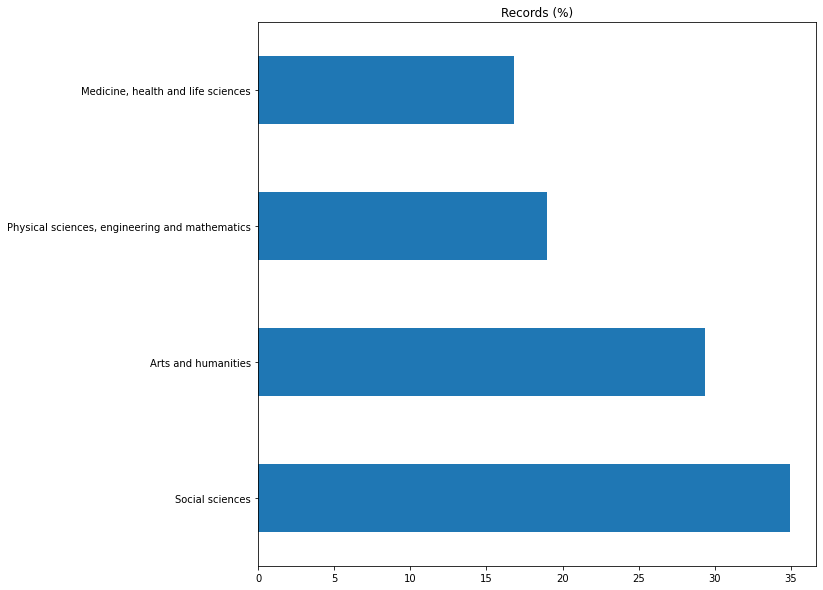 Records (%)
Medicine, health and life sciences
Physical sciences, engineering and mathematics
Arts and humanities
Social sciences
0 5 10 15 20 25 30 35